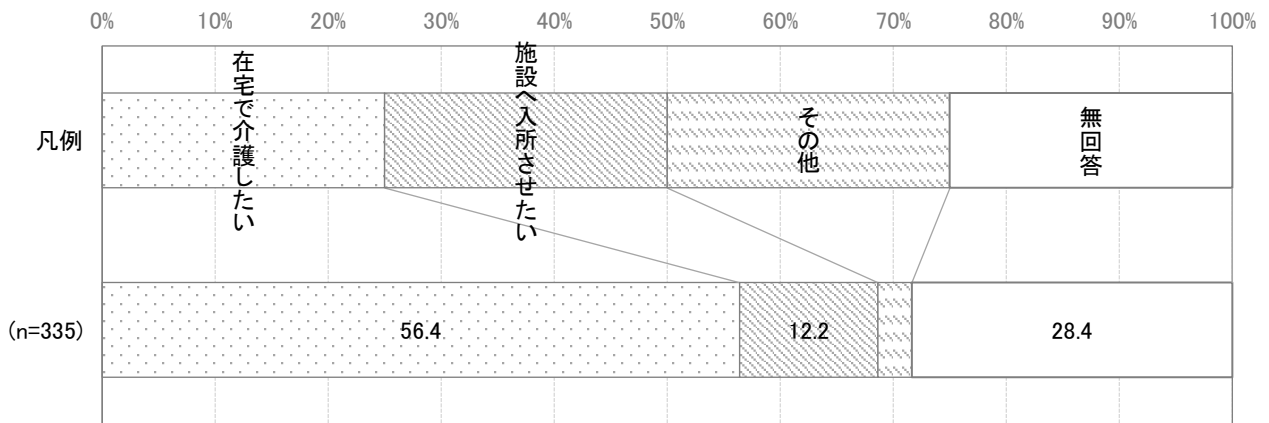 0% 10% 20% 30% 40% 50% 60% 70% 80% 90% 100%
凡例
在宅で介護したい
施設へ入所させたい
その他
無回答
(n=335)
56.4
12.2
28.4